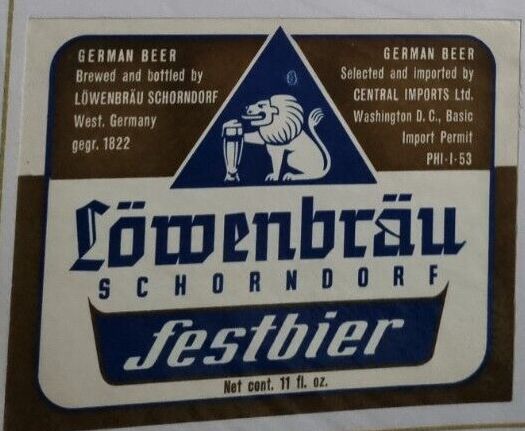 GERMAN BEER
Brewed and bottled by
LÖWENBRÄU SCHORNDORF
West. Germany
gegr. 1822
GERMAN BEER
Selected and imported by
CENTRAL IMPORTS Ltd.
Washington D. C., Basic
Import Permit
PHI-I-53
Löwenbräu
SCHORNDORF
festbier
Net cont. 11 fl. oz.